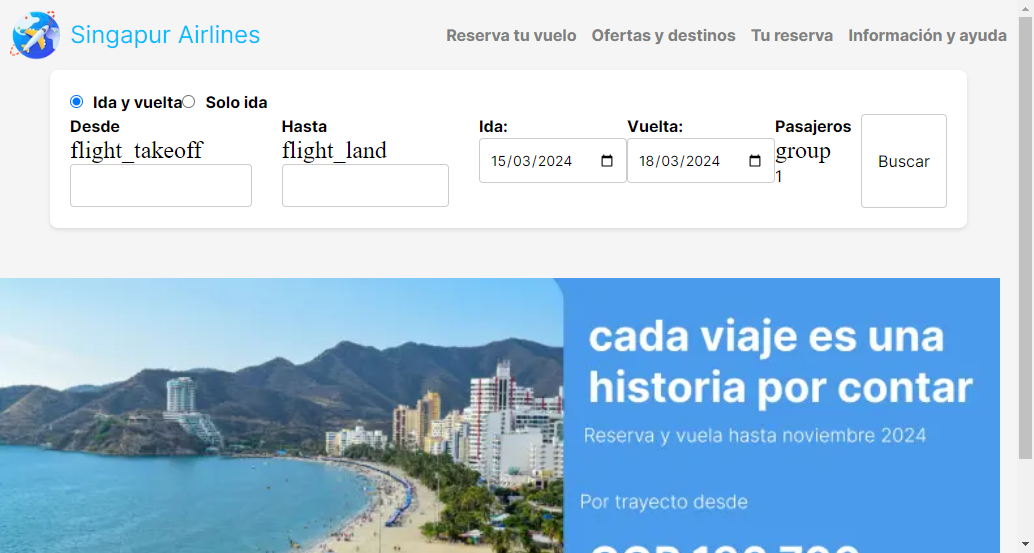 Singapur Airlines
Reserva tu vuelo Ofertas y destinos Tu reserva Información y ayuda
Ida y vuelta Solo ida
Desde Hasta Ida: Vuelta: Pasajeros
flight_takeoff flight_land 15/03/2024 18/03/2024 group
1
Buscar
cada viaje es una
historia por contar
Reserva y vuela hasta noviembre 2024
Por trayecto desde